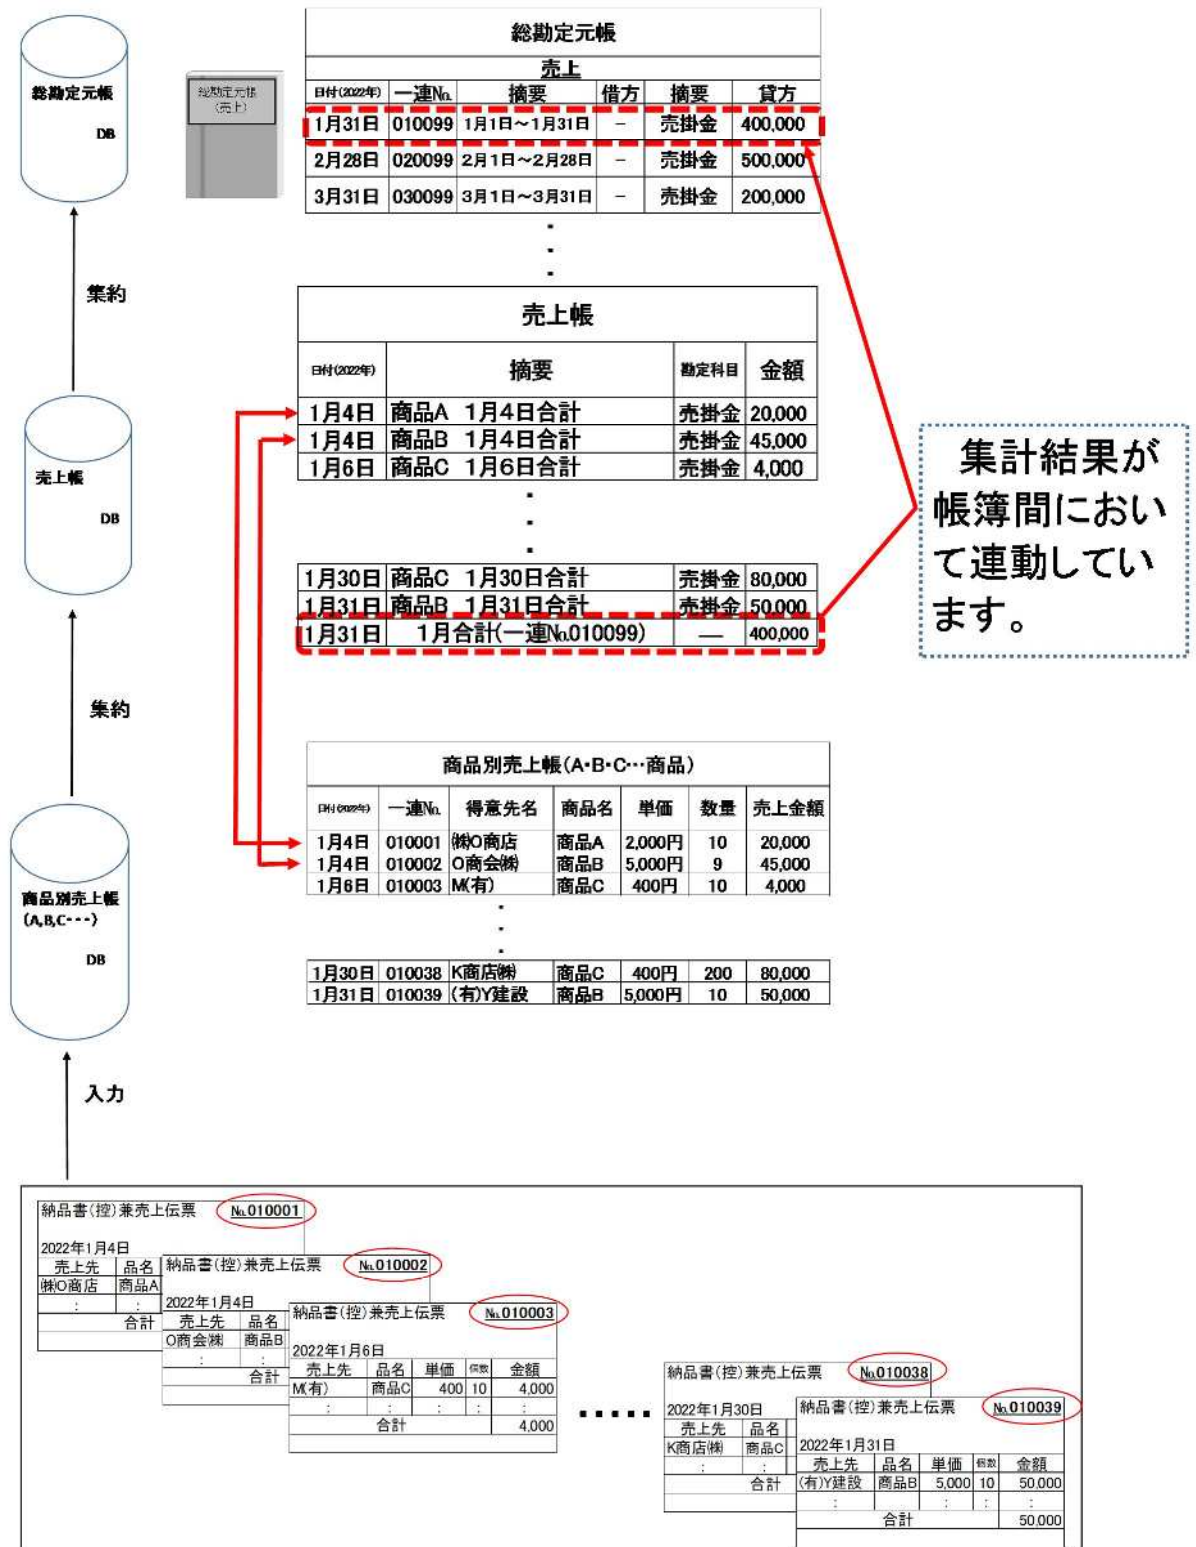 総勘定元帳
DB
総勘定元帳
(売上)
総勘定元帳
売上
日付(2022年) 一連No. 摘要 借方 摘要 貸方
1月31日 010099 1月1日～1月31日 － 売掛金 400,000
2月28日 020099 2月1日～2月28日 － 売掛金 500,000
3月31日 030099 3月1日～3月31日 － 売掛金 200,000
集約
売上帳
日付(2022年) 摘要 勘定科目 金額
1月4日 商品A 1月4日合計 売掛金 20,000
1月4日 商品B 1月4日合計 売掛金 45,000
1月6日 商品C 1月6日合計 売掛金 4,000
1月30日 商品C 1月30日合計 売掛金 80,000
1月31日 商品B 1月31日合計 売掛金 50,000
1月31日 1月合計(一連No.010099) ― 400,000
売上帳
DB
集計結果が
帳簿間におい
て連動してい
ます。
集約
商品別売上帳(A・B・C…商品)
日付(2022年) 一連No. 得意先名 商品名 単価 数量 売上金額
1月4日 010001 ㈱O商店 商品A 2,000円 10 20,000
1月4日 010002 O商会㈱ 商品B 5,000円 9 45,000
1月6日 010003 M(有) 商品C 400円 10 4,000
1月30日 010038 K商店㈱ 商品C 400円 200 80,000
1月31日 010039 (有)Y建設 商品B 5,000円 10 50,000
商品別売上帳
(A,B,C・・・)
DB
入力
納品書(控)兼売上伝票 No.010001
2022年1月4日
売上先 品名
㈱O商店 商品A
: :
合計
納品書(控)兼売上伝票 No.010002
2022年1月4日
売上先 品名
O商会㈱ 商品B
: :
合計
納品書(控)兼売上伝票 No.010003
2022年1月6日
売上先 品名 単価 個数 金額
M(有) 商品C 400 10 4,000
: : : : :
合計 4,000
納品書(控)兼売上伝票 No.010038
2022年1月30日
売上先 品名
K商店㈱ 商品C
: :
合計
納品書(控)兼売上伝票 No.010039
2022年1月31日
売上先 品名 単価 個数 金額
(有)Y建設 商品B 5,000 10 50,000
: : : :
合計 50,000